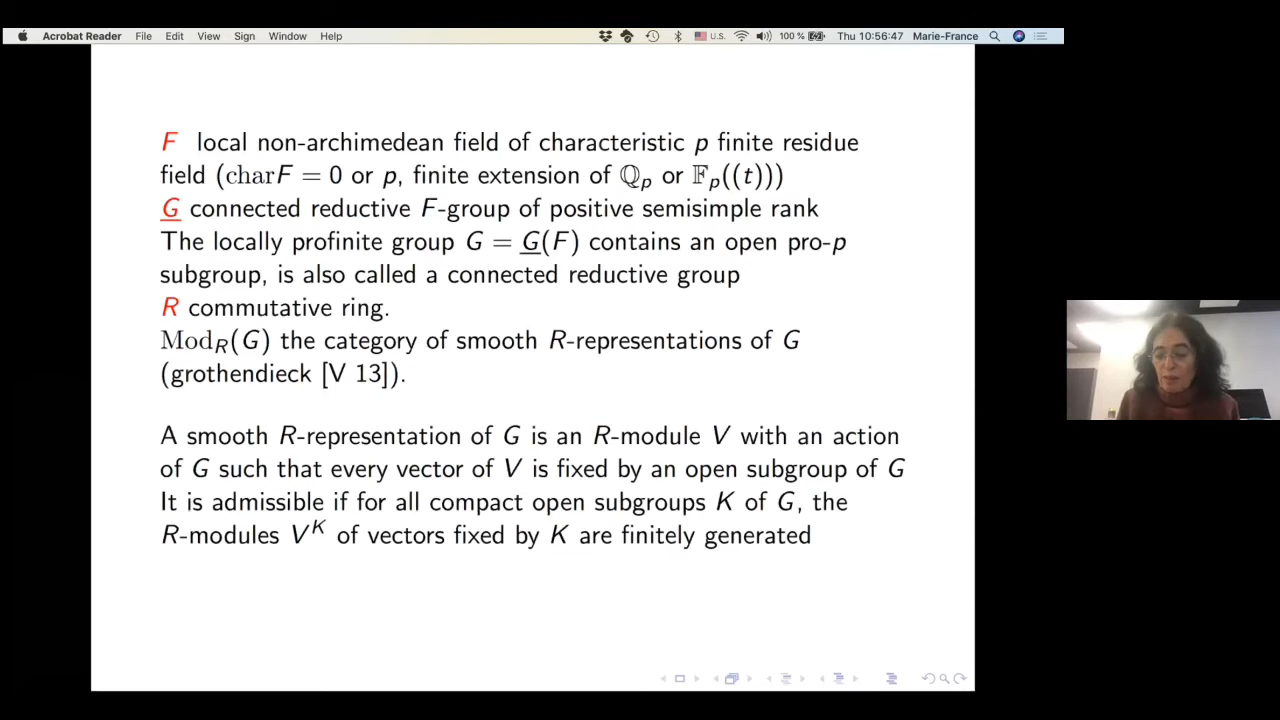 Acrobat Reader File Edit View Sign Window Help U.S. 100 % Thu 10:56:47 Marie-France
F local non-archimedean field of characteristic p finite residue
field (charF = 0 or p, finite extension of ℚ_p or 𝔽_p((t)))
G connected reductive F-group of positive semisimple rank
The locally profinite group G = G(F) contains an open pro-p
subgroup, is also called a connected reductive group
R commutative ring.
Mod_R(G) the category of smooth R-representations of G
(grothendieck [V 13]).
A smooth R-representation of G is an R-module V with an action
of G such that every vector of V is fixed by an open subgroup of G
It is admissible if for all compact open subgroups K of G, the
R-modules V^K of vectors fixed by K are finitely generated